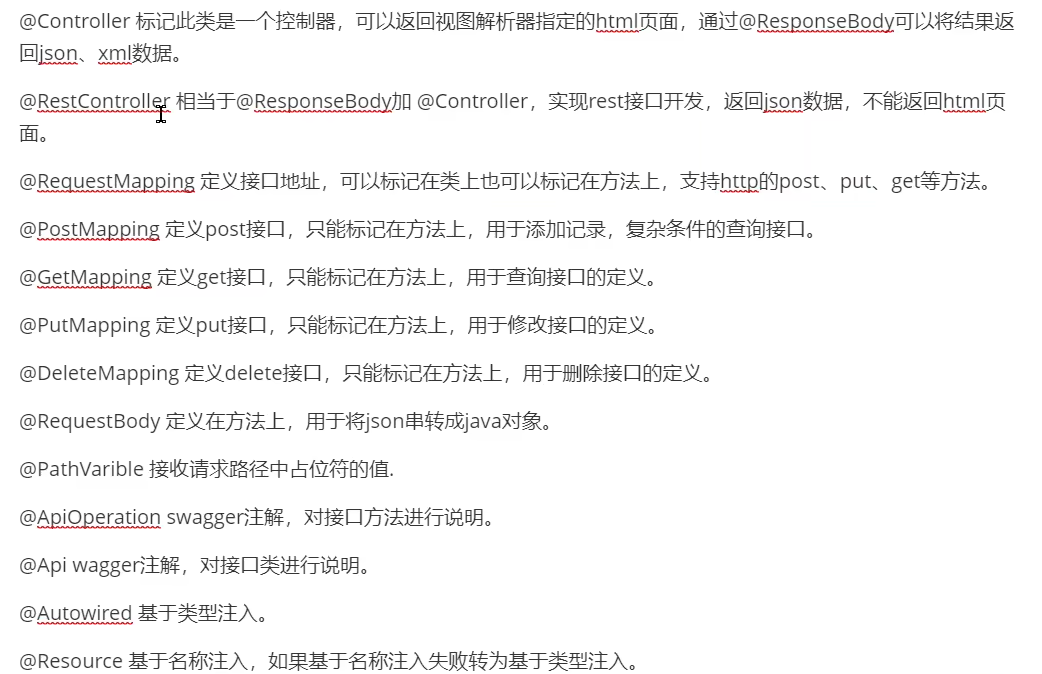 @Controller 标记此类是一个控制器，可以返回视图解析器指定的html页面，通过@ResponseBody可以将结果返
回json、xml数据。
@RestController 相当于@ResponseBody加 @Controller，实现rest接口开发，返回json数据，不能返回html页
面。
@RequestMapping 定义接口地址，可以标记在类上也可以标记在方法上，支持http的post、put、get等方法。
@PostMapping 定义post接口，只能标记在方法上，用于添加记录，复杂条件的查询接口。
@GetMapping 定义get接口，只能标记在方法上，用于查询接口的定义。
@PutMapping 定义put接口，只能标记在方法上，用于修改接口的定义。
@DeleteMapping 定义delete接口，只能标记在方法上，用于删除接口的定义。
@RequestBody 定义在方法上，用于将json串转成java对象。
@PathVarible 接收请求路径中占位符的值.
@ApiOperation swagger注解，对接口方法进行说明。
@Api wagger注解，对接口类进行说明。
@Autowired 基于类型注入。
@Resource 基于名称注入，如果基于名称注入失败转为基于类型注入。